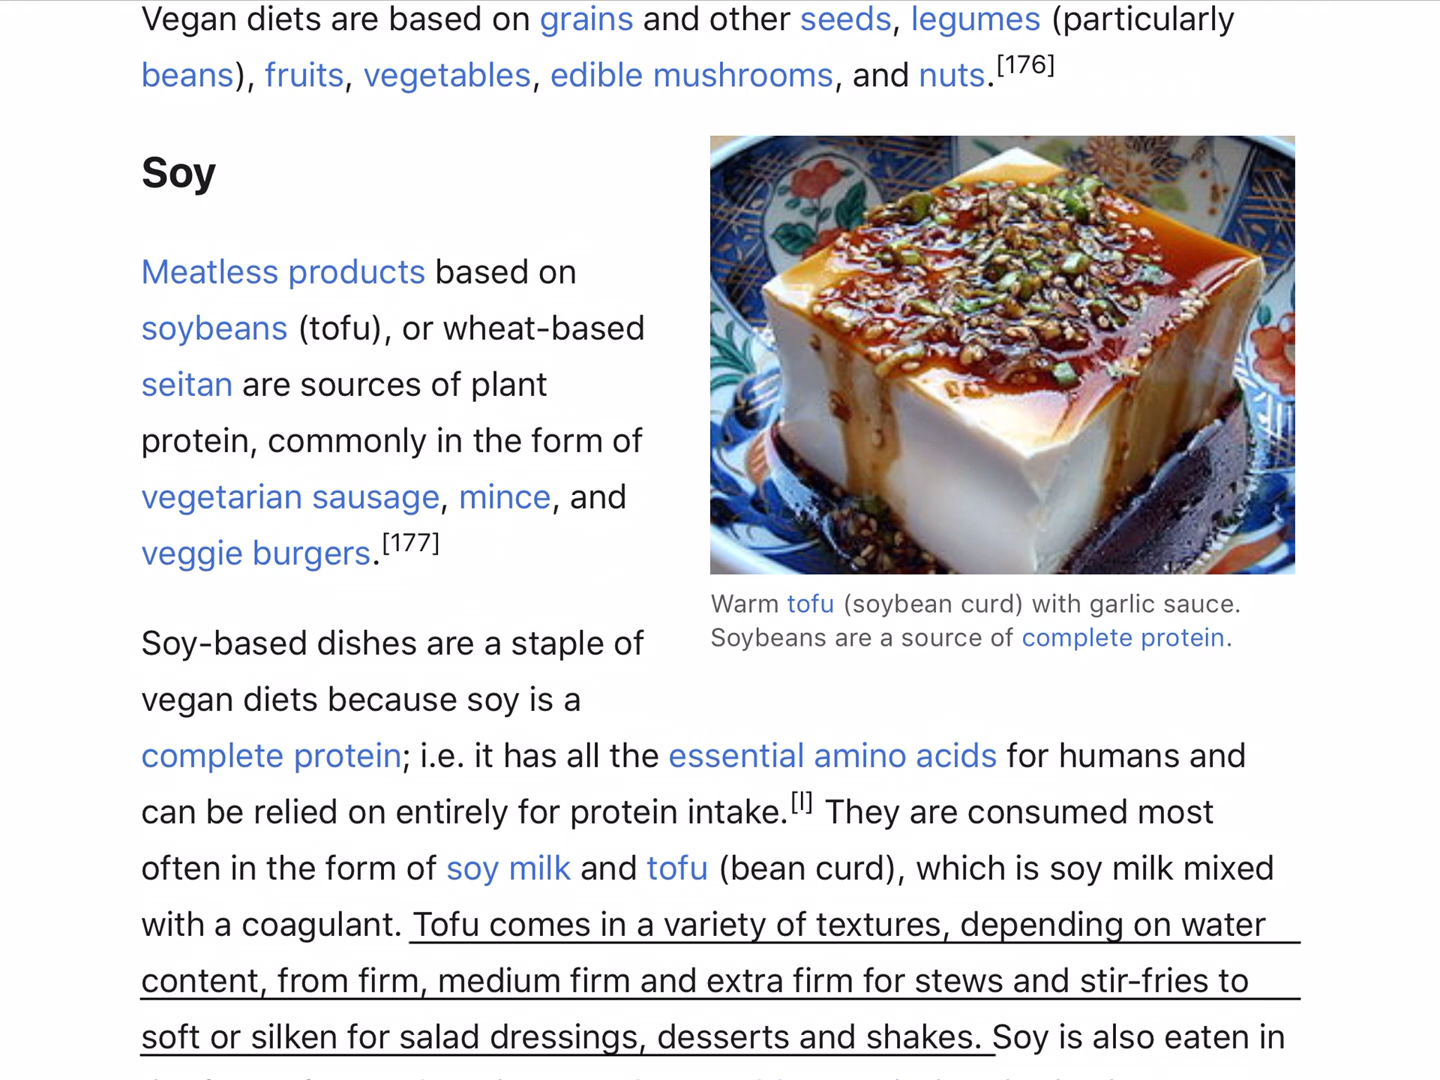 Vegan diets are based on grains and other seeds, legumes (particularly
beans), fruits, vegetables, edible mushrooms, and nuts.[176]
Soy
Meatless products based on
soybeans (tofu), or wheat-based
seitan are sources of plant
protein, commonly in the form of
vegetarian sausage, mince, and
veggie burgers.[177]
Warm tofu (soybean curd) with garlic sauce.
Soybeans are a source of complete protein.
Soy-based dishes are a staple of
vegan diets because soy is a
complete protein; i.e. it has all the essential amino acids for humans and
can be relied on entirely for protein intake.[l] They are consumed most
often in the form of soy milk and tofu (bean curd), which is soy milk mixed
with a coagulant. Tofu comes in a variety of textures, depending on water
content, from firm, medium firm and extra firm for stews and stir-fries to
soft or silken for salad dressings, desserts and shakes. Soy is also eaten in